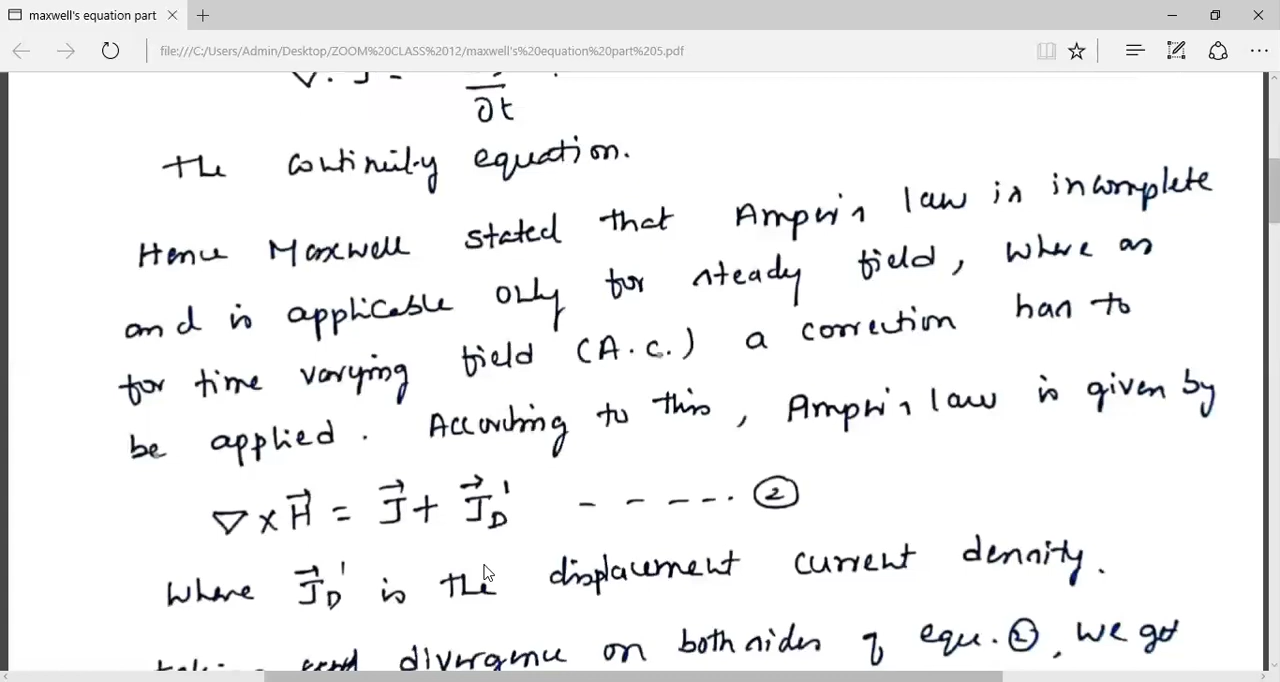 maxwell's equation part
file:///C:/Users/Admin/Desktop/ZOOM%20CLASS%2012/maxwell's%20equation%20part%205.pdf
∇. J = -
∂t
the continuity equation.
Hence Maxwell stated that Amper's law is incomplete
and is applicable only for steady field, where as
for time varying field (A.c.) a correction has to
be applied. According to this, Amper's law is given by
∇ x H⃗ = J⃗ + J⃗D' - - - - -. ②
where J⃗D' is the displacement current density.
taking divergence on both sides of equ. ②, we get